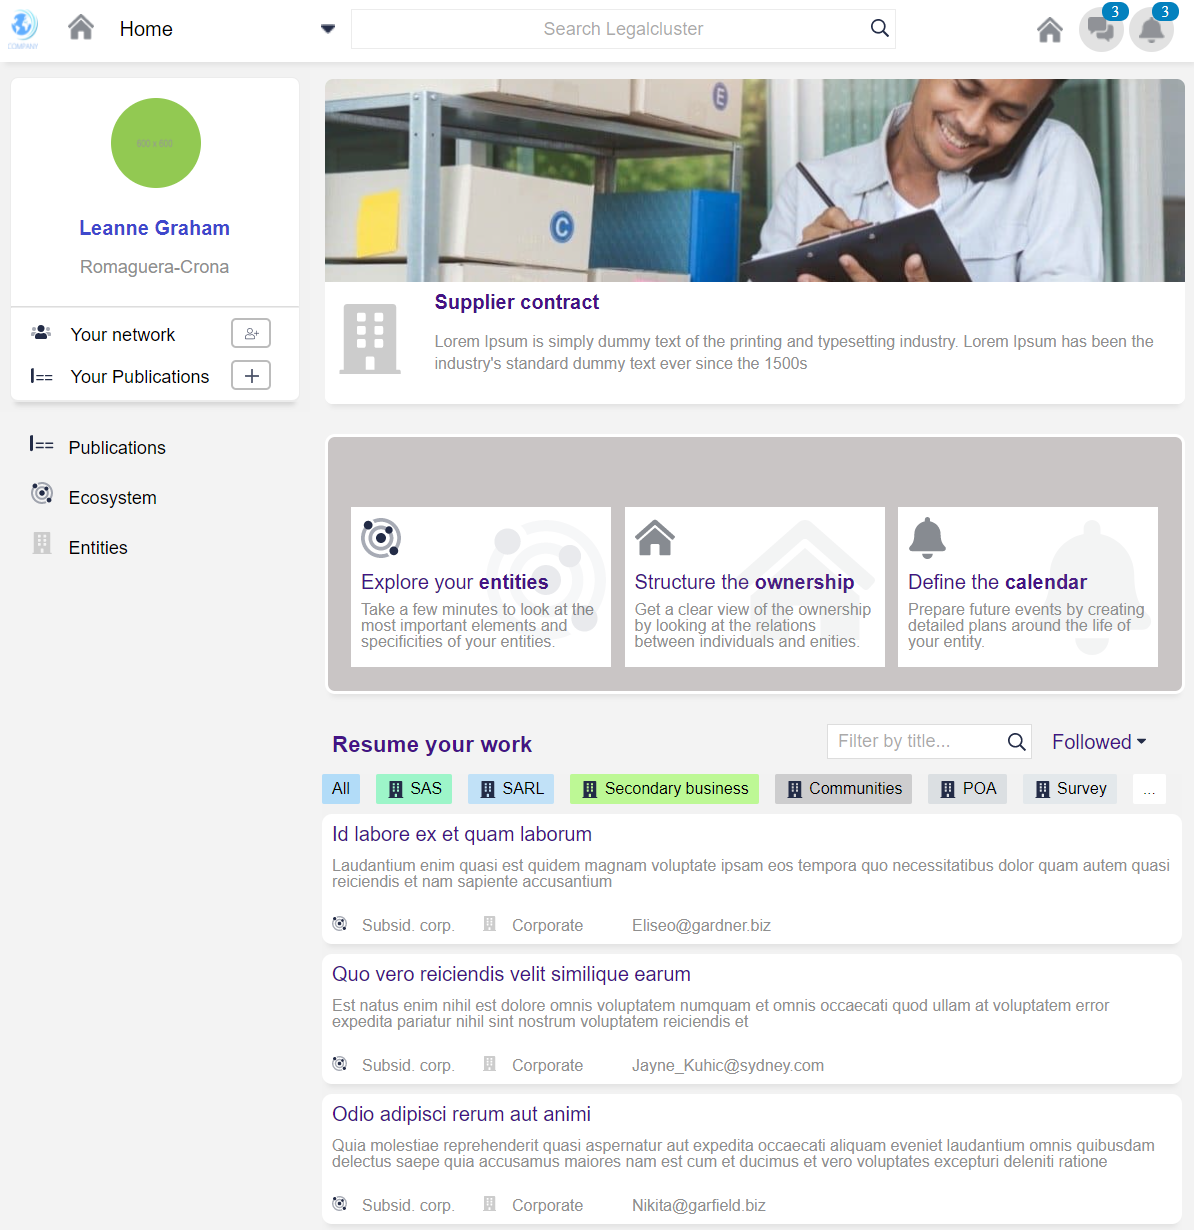 COMPANY
Home
Search Legalcluster
3
3
600 x 600
Leanne Graham
Romaguera-Crona
Your network
Your Publications
Publications
Ecosystem
Entities
E
C
Supplier contract
Lorem Ipsum is simply dummy text of the printing and typesetting industry. Lorem Ipsum has been the
industry's standard dummy text ever since the 1500s
Explore your entities
Take a few minutes to look at the
most important elements and
specificities of your entities.
Structure the ownership
Get a clear view of the ownership
by looking at the relations
between individuals and enities.
Define the calendar
Prepare future events by creating
detailed plans around the life of
your entity.
Resume your work
Filter by title...
Followed
All
SAS
SARL
Secondary business
Communities
POA
Survey
...
Id labore ex et quam laborum
Laudantium enim quasi est quidem magnam voluptate ipsam eos tempora quo necessitatibus dolor quam autem quasi
reiciendis et nam sapiente accusantium
Subsid. corp. Corporate Eliseo@gardner.biz
Quo vero reiciendis velit similique earum
Est natus enim nihil est dolore omnis voluptatem numquam et omnis occaecati quod ullam at voluptatem error
expedita pariatur nihil sint nostrum voluptatem reiciendis et
Subsid. corp. Corporate Jayne_Kuhic@sydney.com
Odio adipisci rerum aut animi
Quia molestiae reprehenderit quasi aspernatur aut expedita occaecati aliquam eveniet laudantium omnis quibusdam
delectus saepe quia accusamus maiores nam est cum et ducimus et vero voluptates excepturi deleniti ratione
Subsid. corp. Corporate Nikita@garfield.biz